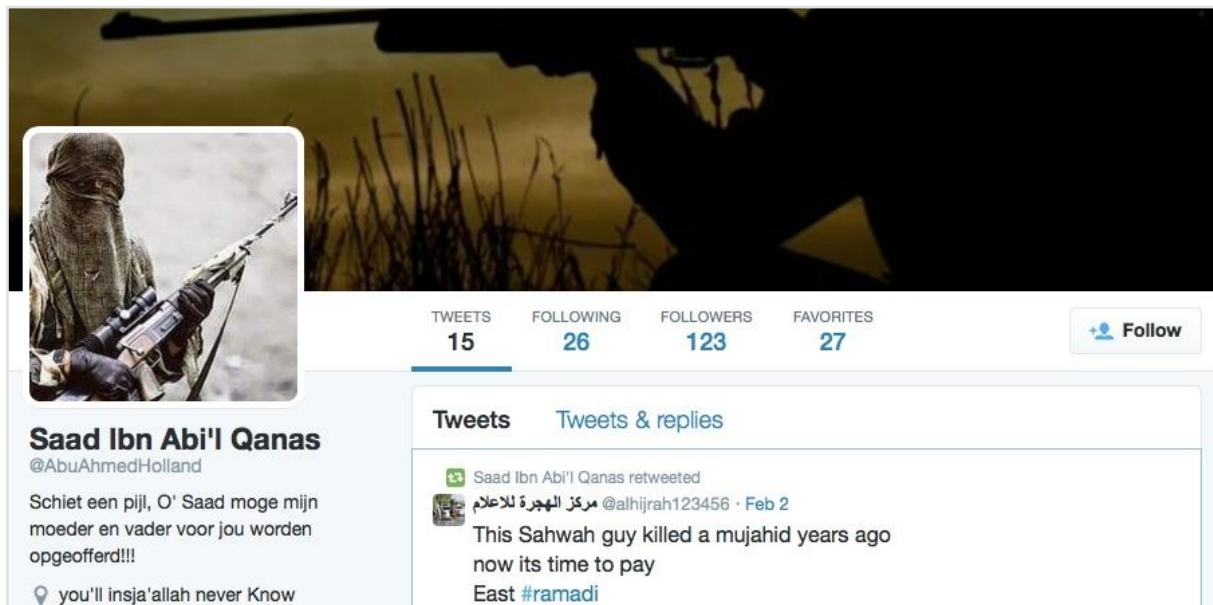 TWEETS FOLLOWING FOLLOWERS FAVORITES
15 26 123 27
Follow
Tweets Tweets & replies
Saad Ibn Abi'l Qanas
@AbuAhmedHolland
Schiet een pijl, O' Saad moge mijn
moeder en vader voor jou worden
opgeofferd!!!
you'll insja'allah never Know
Saad Ibn Abi'l Qanas retweeted
مركز الهجرة للاعلام @alhijrah123456 · Feb 2
This Sahwah guy killed a mujahid years ago
now its time to pay
East #ramadi